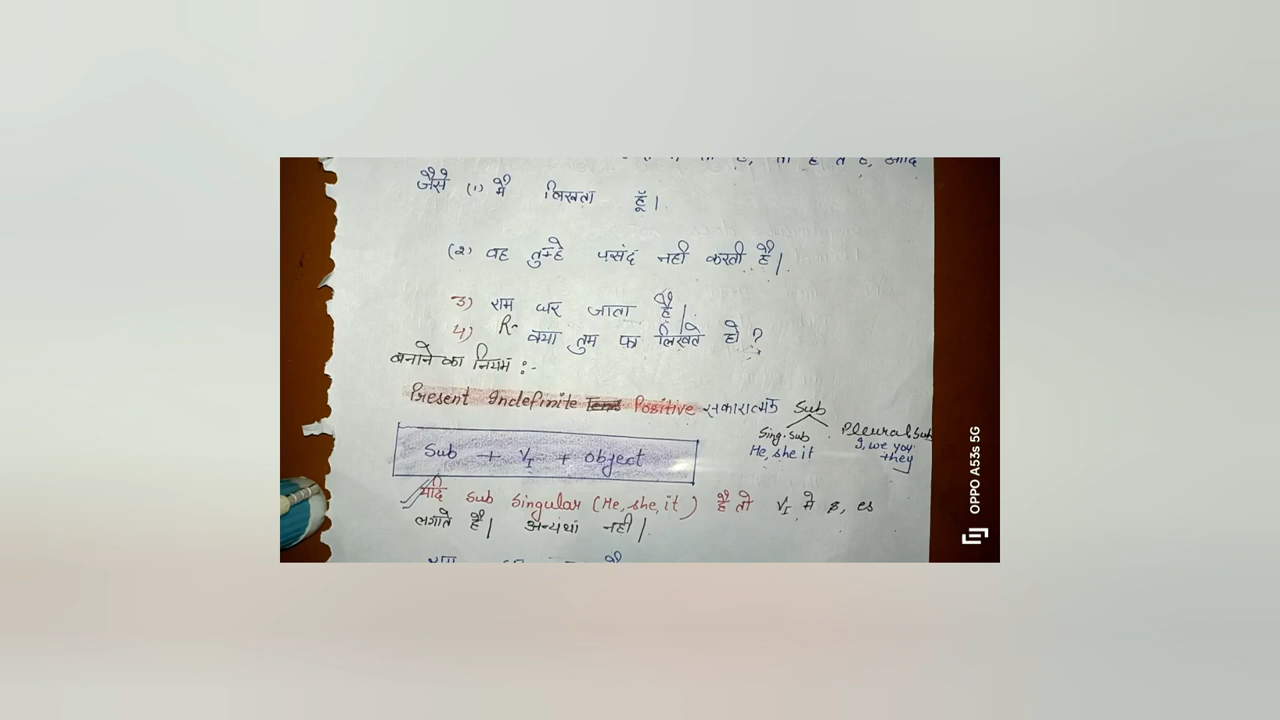 जैसे (1) मै लिखता हूँ।
(2) वह तुम्हे पसंद नही करती है।
3) राम घर जाता है।
4) क्या तुम पत्र लिखते हो ?
बनाने का नियम :-
Present Indefinite Positive सकारात्मक Sub
Sing. sub Pleural Sub
He, she it I, we you they
Sub + V1 + object
यदि Sub Singular (He, she, it) है तो V1 मे s, es
लगाते है। अन्यथा नही।
OPPO A53s 5G